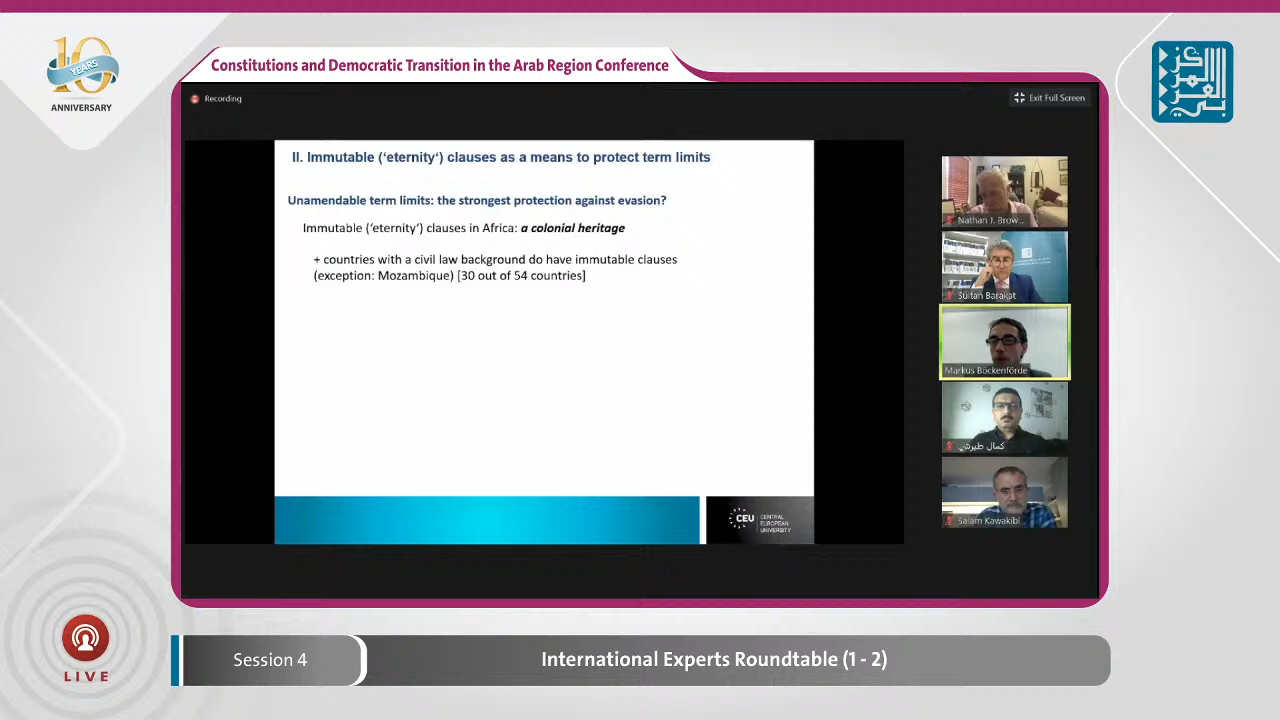 10
YEARS
ANNIVERSARY
Constitutions and Democratic Transition in the Arab Region Conference
Recording
Exit Full Screen
II. Immutable (‘eternity‘) clauses as a means to protect term limits
Unamendable term limits: the strongest protection against evasion?
Immutable (‘eternity‘) clauses in Africa: a colonial heritage
+ countries with a civil law background do have immutable clauses
(exception: Mozambique) [30 out of 54 countries]
CEU
CENTRAL
EUROPEAN
UNIVERSITY
Nathan J. Brow...
Sultan Barakat
Markus Böckenförde
كمال طيرشي
Salam Kawakibi
المركز
العربي
LIVE
Session 4
International Experts Roundtable (1 - 2)